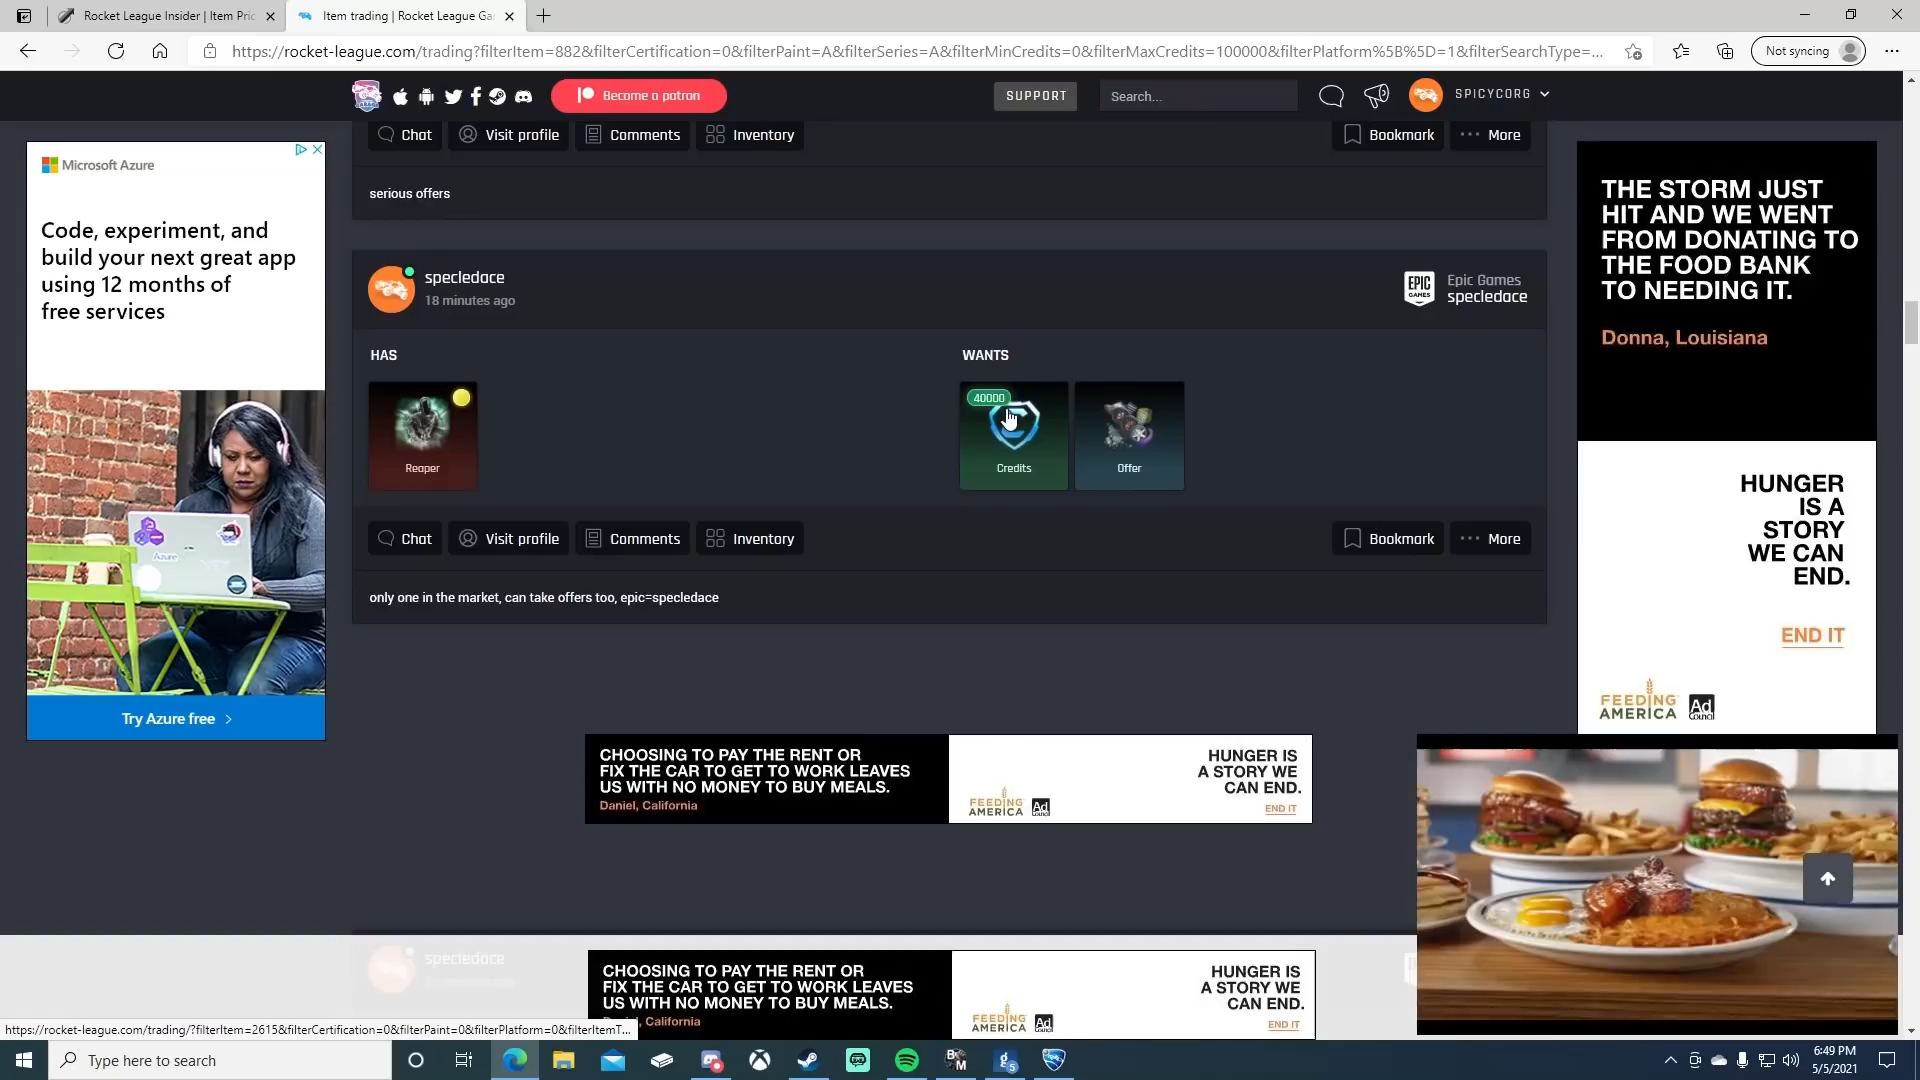 Rocket League Insider | Item Pric
Item trading | Rocket League Gar
https://rocket-league.com/trading?filterItem=882&filterCertification=0&filterPaint=A&filterSeries=A&filterMinCredits=0&filterMaxCredits=100000&filterPlatform%5B%5D=1&filterSearchType=...
Not syncing
Become a patron
SUPPORT
Search...
SPICYCORG
Chat
Visit profile
Comments
Inventory
Bookmark
More
serious offers
Microsoft Azure
Code, experiment, and
build your next great app
using 12 months of
free services
Try Azure free >
specledace
18 minutes ago
EPIC
GAMES
Epic Games
specledace
HAS
WANTS
Reaper
40000
Credits
Offer
Chat
Visit profile
Comments
Inventory
Bookmark
More
only one in the market, can take offers too, epic=specledace
THE STORM JUST
HIT AND WE WENT
FROM DONATING TO
THE FOOD BANK
TO NEEDING IT.
Donna, Louisiana
HUNGER
IS A
STORY
WE CAN
END.
END IT
FEEDING
AMERICA
Ad
Council
CHOOSING TO PAY THE RENT OR
FIX THE CAR TO GET TO WORK LEAVES
US WITH NO MONEY TO BUY MEALS.
Daniel, California
HUNGER IS
A STORY WE
CAN END.
END IT
FEEDING
AMERICA
Ad
Council
specledace
CHOOSING TO PAY THE RENT OR
FIX THE CAR TO GET TO WORK LEAVES
US WITH NO MONEY TO BUY MEALS.
, California
HUNGER IS
A STORY WE
CAN END.
END IT
FEEDING
AMERICA
Ad
Council
https://rocket-league.com/trading/?filterItem=2615&filterCertification=0&filterPaint=0&filterPlatform=0&filterItemT...
Type here to search
6:49 PM
5/5/2021